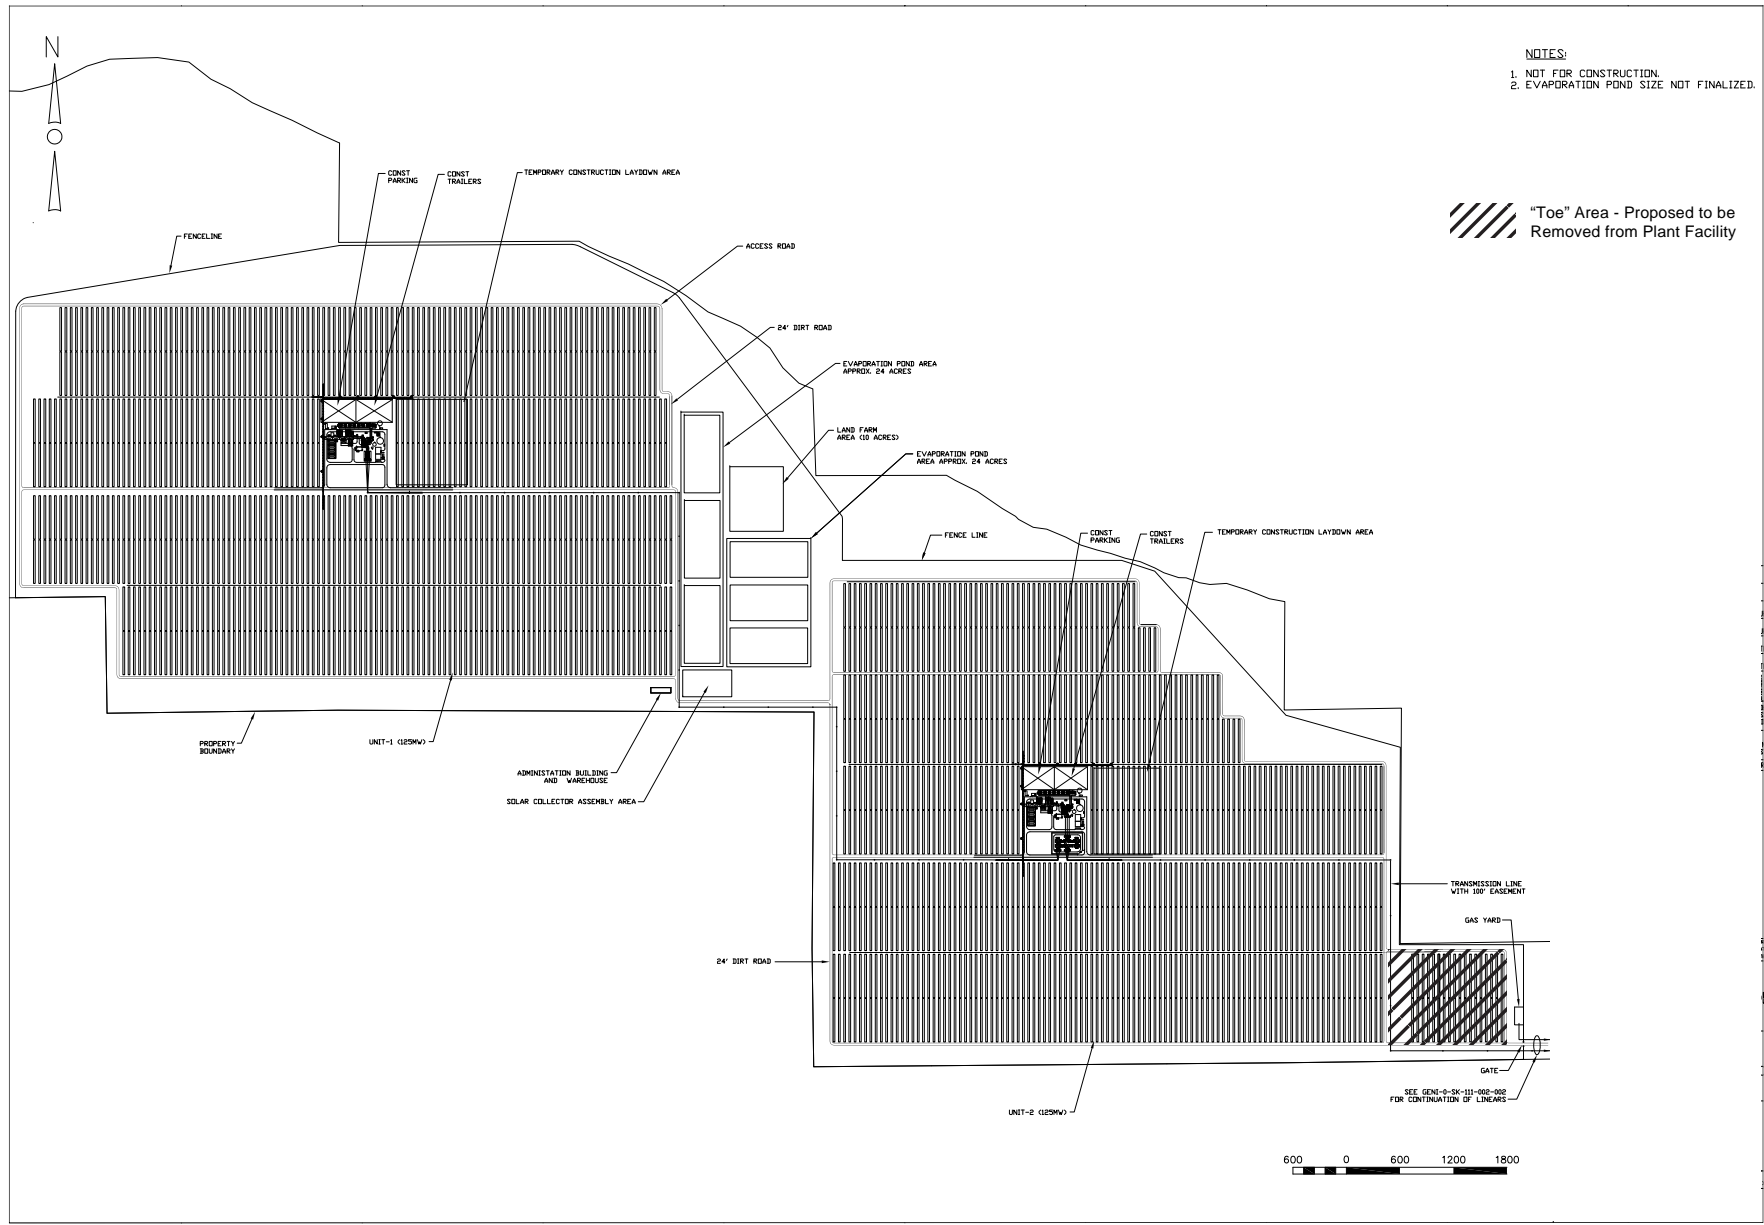 N
NOTES:
1. NOT FOR CONSTRUCTION.
2. EVAPORATION POND SIZE NOT FINALIZED.
"Toe" Area - Proposed to be
Removed from Plant Facility
CONST
PARKING
CONST
TRAILERS
TEMPORARY CONSTRUCTION LAYDOWN AREA
FENCELINE
ACCESS ROAD
24' DIRT ROAD
EVAPORATION POND AREA
APPROX. 24 ACRES
LAND FARM
AREA (10 ACRES)
EVAPORATION POND
AREA APPROX. 24 ACRES
FENCE LINE
CONST
PARKING
CONST
TRAILERS
TEMPORARY CONSTRUCTION LAYDOWN AREA
PROPERTY
BOUNDARY
UNIT-1 (125MW)
ADMINISTATION BUILDING
AND WAREHOUSE
SOLAR COLLECTOR ASSEMBLY AREA
TRANSMISSION LINE
WITH 100' EASEMENT
GAS YARD
24' DIRT ROAD
GATE
SEE GENI-0-SK-111-002-002
FOR CONTINUATION OF LINEARS
UNIT-2 (125MW)
600 0 600 1200 1800